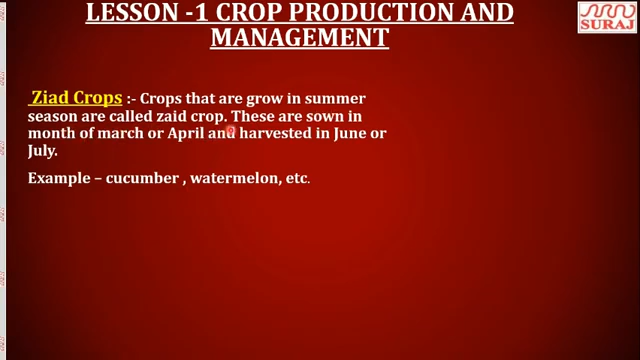 LESSON -1 CROP PRODUCTION AND
MANAGEMENT
SURAJ
Ziad Crops :- Crops that are grow in summer
season are called zaid crop. These are sown in
month of march or April and harvested in June or
July.
Example – cucumber , watermelon, etc.